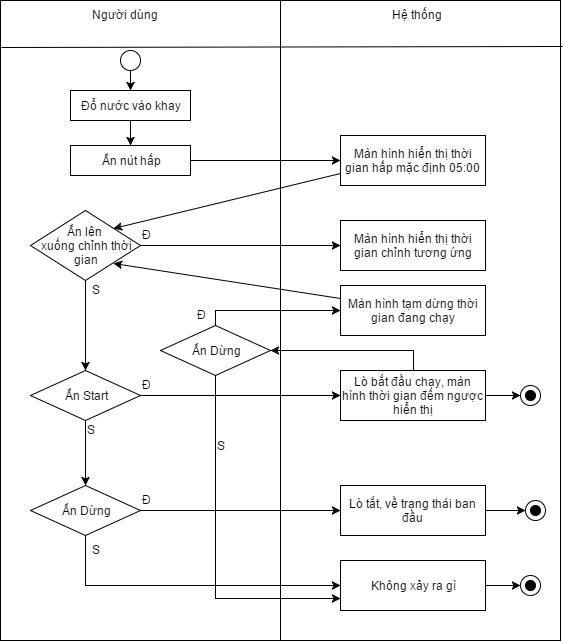 Người dùng
Hệ thống
Đổ nước vào khay
Ấn nút hấp
Màn hình hiển thị thời
gian hấp mặc định 05:00
Ấn lên
xuống chỉnh thời
gian
Đ
Màn hình hiển thị thời
gian chỉnh tương ứng
S
Màn hình tạm dừng thời
gian đang chạy
Đ
Ấn Dừng
Ấn Start
Đ
Lò bắt đầu chạy, màn
hình thời gian đếm ngược
hiển thị
S
S
Ấn Dừng
Đ
Lò tắt, về trạng thái ban
đầu
S
Không xảy ra gì